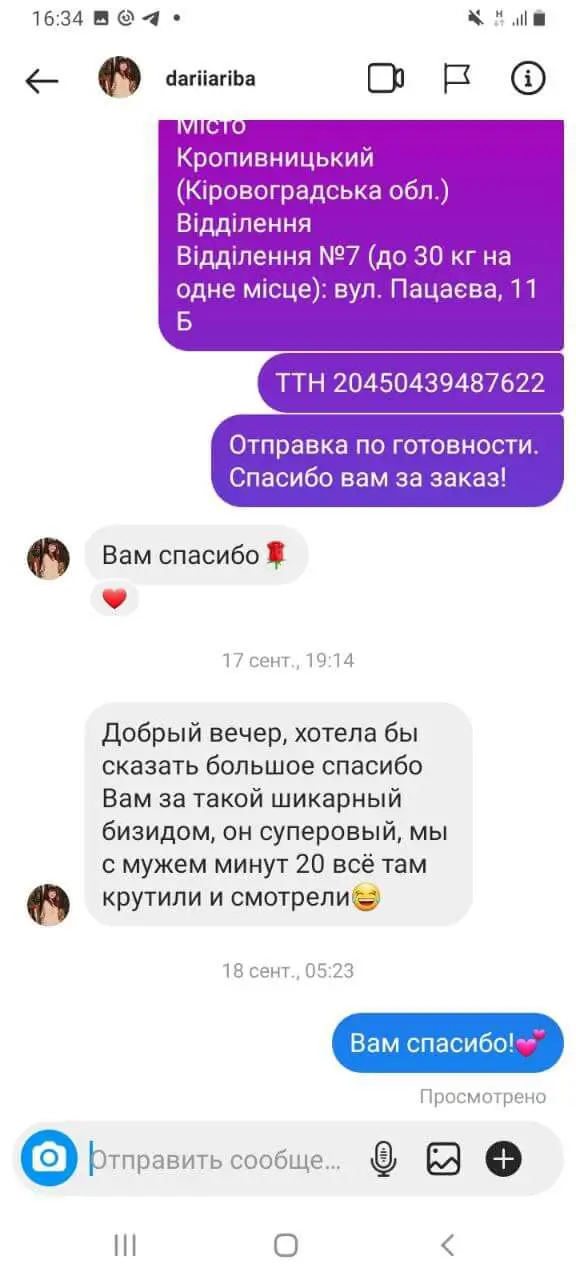 16:34
dariiariba
Місто
Кропивницький
(Кіровоградська обл.)
Відділення
Відділення №7 (до 30 кг на
одне місце): вул. Пацаєва, 11
Б
ТТН 20450439487622
Отправка по готовности.
Спасибо вам за заказ!
Вам спасибо🌹
17 сент., 19:14
Добрый вечер, хотела бы
сказать большое спасибо
Вам за такой шикарный
бизидом, он суперовый, мы
с мужем минут 20 всё там
крутили и смотрели😂
18 сент., 05:23
Вам спасибо!💕
Просмотрено
Отправить сообще...